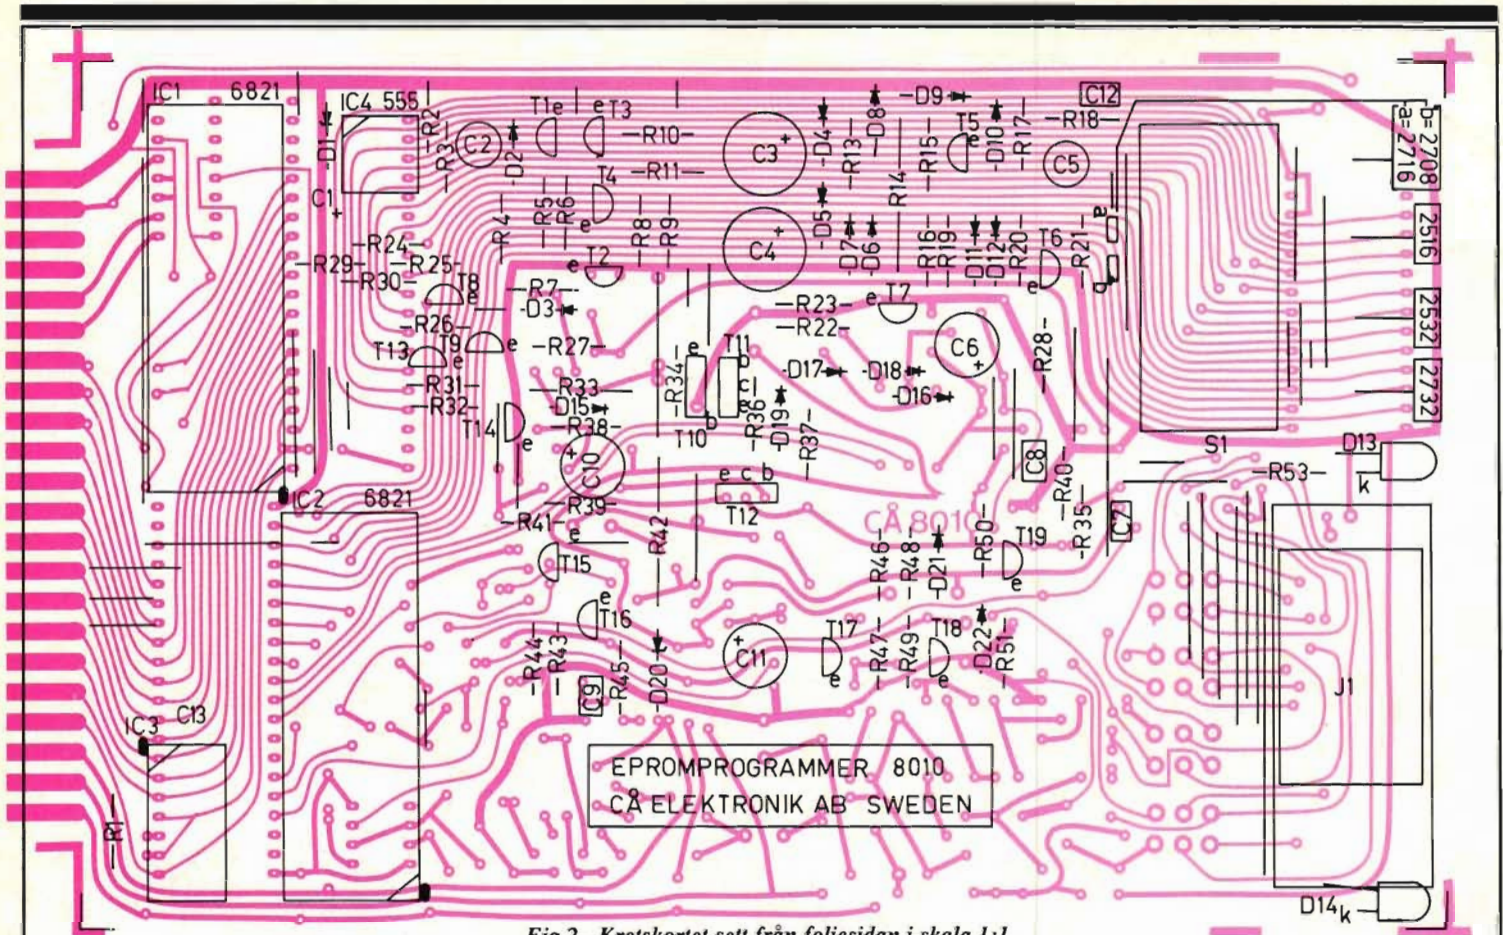 IC1 6821
IC4 555
-R2-
T1e
e T3
-D9-
C12
-D1-
-R3-
C2
-D2-
-R10-
C3
+
-D4-
-R13-
-D8-
T5
e
-D10-
-R17-
-R18-
-R11-
R14
-R15-
C5
b=2708
a=2716
C1
+
T4
e
-R4-
-R5-
-R6-
-R8-
-R9-
C4
+
-D5-
-D7-
-D6-
-R16-
-R19-
-D11-
-D12-
-R20-
T6
e
-R21-
a
b
2516
-R24-
-R29-
-R25-
-R30-
T8
e
e T2
-R7-
-D3-
-R23-
-R22-
e T7
2532
-R26-
T13
T9
e
e
-R27-
e
-R34-
T11
b
c
e
C6
+
-R28-
-D17-
-D18-
-D16-
2732
-R31-
-R32-
-R33-
-D15-
-R38-
T14
e
T10
b
-R36-
-D19-
-R37-
+
C10
C8
-R40-
S1
D13
k
-R53-
IC2 6821
e c b
T12
-R39-
-R41-
e
R42
CÅ 8010
-R35-
C7
T15
-R46-
-R48-
-D21-
-R50-
T19
e
e
T16
-R44-
-R43-
-R45-
-D20-
C9
+
C11
T17
e
-R47-
-R49-
T18
e
-D22-
-R51-
J1
IC3
C13
EPROMPROGRAMMER 8010
CÅ ELEKTRONIK AB SWEDEN
-R1-
D14
k
Fig 2. Kretskortet sett från foliesidan i skala 1:1